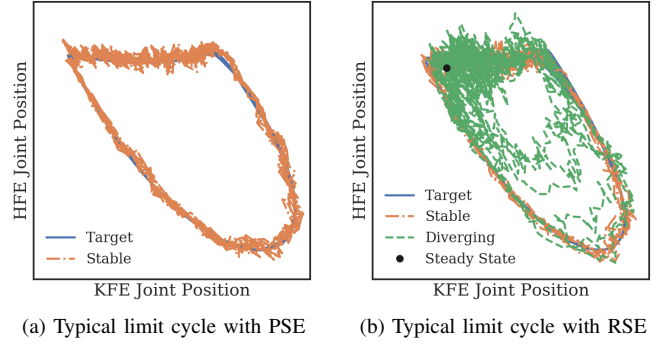 HFE Joint Position
Target
Stable
KFE Joint Position
(a) Typical limit cycle with PSE
HFE Joint Position
Target
Stable
Diverging
Steady State
KFE Joint Position
(b) Typical limit cycle with RSE